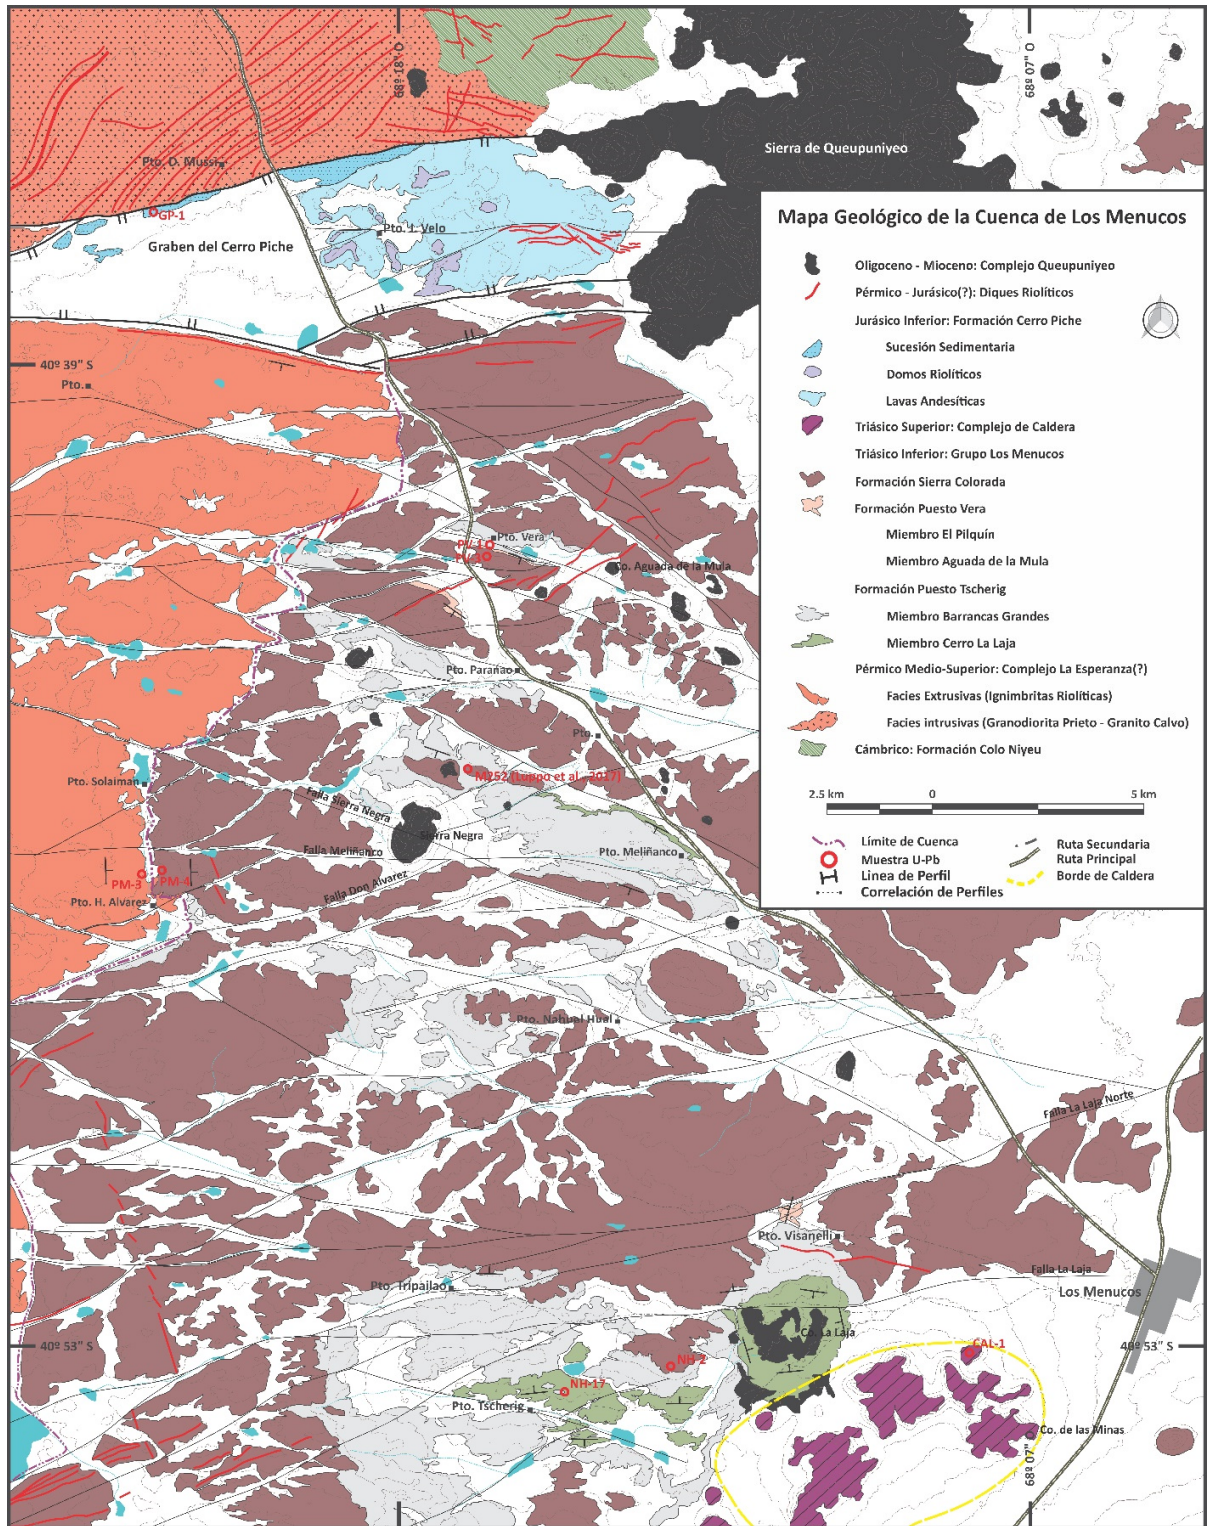 68º 18" O
68º 07" O
Sierra de Queupuniyeo
Pto. D. Mussi
GP-1
Graben del Cerro Piche
Pto. J. Velo
Mapa Geológico de la Cuenca de Los Menucos
Oligoceno - Mioceno: Complejo Queupuniyeo
Pérmico - Jurásico(?): Diques Riolíticos
Jurásico Inferior: Formación Cerro Piche
Sucesión Sedimentaria
Domos Riolíticos
Lavas Andesíticas
Triásico Superior: Complejo de Caldera
Triásico Inferior: Grupo Los Menucos
Formación Sierra Colorada
Formación Puesto Vera
Miembro El Pilquín
Miembro Aguada de la Mula
Formación Puesto Tscherig
Miembro Barrancas Grandes
Miembro Cerro La Laja
Pérmico Medio-Superior: Complejo La Esperanza(?)
Facies Extrusivas (Ignimbritas Riolíticas)
Facies intrusivas (Granodiorita Prieto - Granito Calvo)
Cámbrico: Formación Colo Niyeu
2.5 km
0
5 km
Límite de Cuenca
Muestra U-Pb
Linea de Perfil
Correlación de Perfiles
Ruta Secundaria
Ruta Principal
Borde de Caldera
40º 39" S
Pto.
Pto. Vera
Co. Aguada de la Mula
Pto. Parañao
Pto.
M252 (Luppo et al., 2017)
Pto. Solaiman
Falla Sierra Negra
Sierra Negra
Falla Meliñanco
Pto. Meliñanco
Falla Don Alvarez
PM-3
PM-4
Pto. H. Alvarez
Pto. Nahual Hual
Falla La Laja Norte
Pto. Visanelli
Falla La Laja
Pto. Tripailao
Los Menucos
40º 53" S
Co. La Laja
CAL-1
40º 53" S
NH-2
NH-17
Pto. Tscherig
Co. de las Minas
68º 07" O